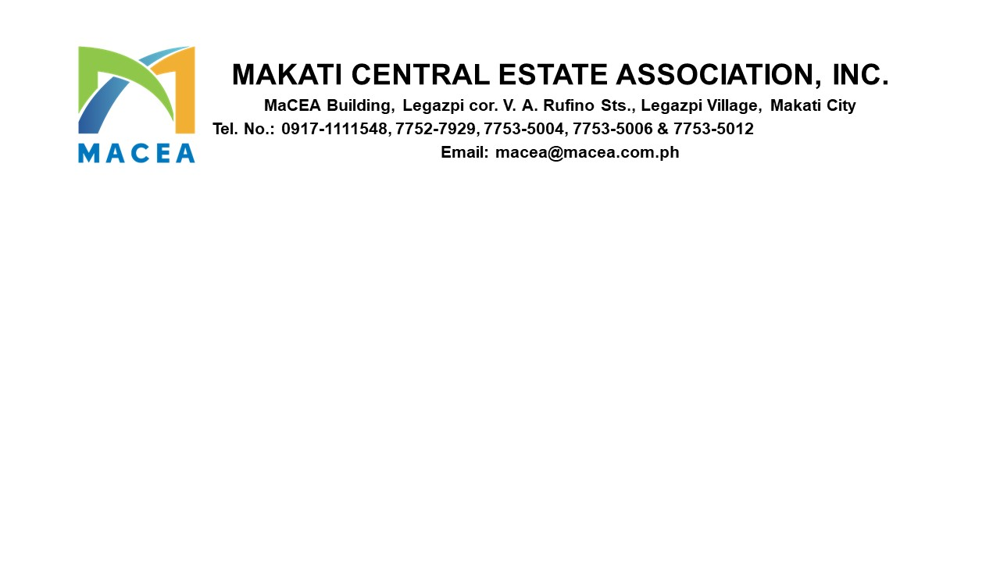 MAKATI CENTRAL ESTATE ASSOCIATION, INC.
MaCEA Building, Legazpi cor. V. A. Rufino Sts., Legazpi Village, Makati City
Tel. No.: 0917-1111548, 7752-7929, 7753-5004, 7753-5006 & 7753-5012
Email: macea@macea.com.ph
MACEA